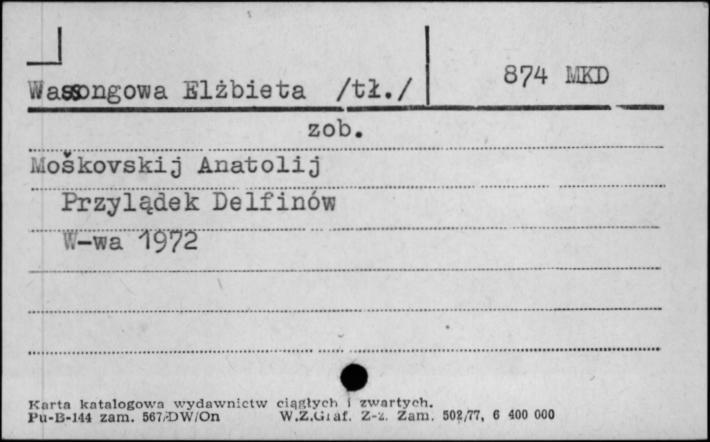 Wassongowa Elżbieta /tł./ 874 MKD
zob.
Moškovskij Anatolij
Przylądek Delfinów
W-wa 1972
Karta katalogowa wydawnictw ciągłych i zwartych.
Pu-B-144 zam. 567/DW/On W.Z.Graf. Z-z. Zam. 502/77, 6 400 000